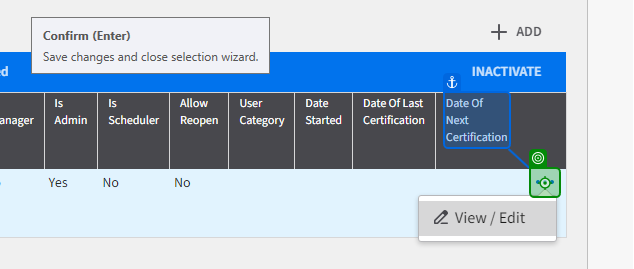 Confirm (Enter)
Save changes and close selection wizard.
ADD
INACTIVATE
Is Admin
Is Scheduler
Allow Reopen
User Category
Date Started
Date Of Last Certification
Date Of Next Certification
Yes
No
No
View / Edit